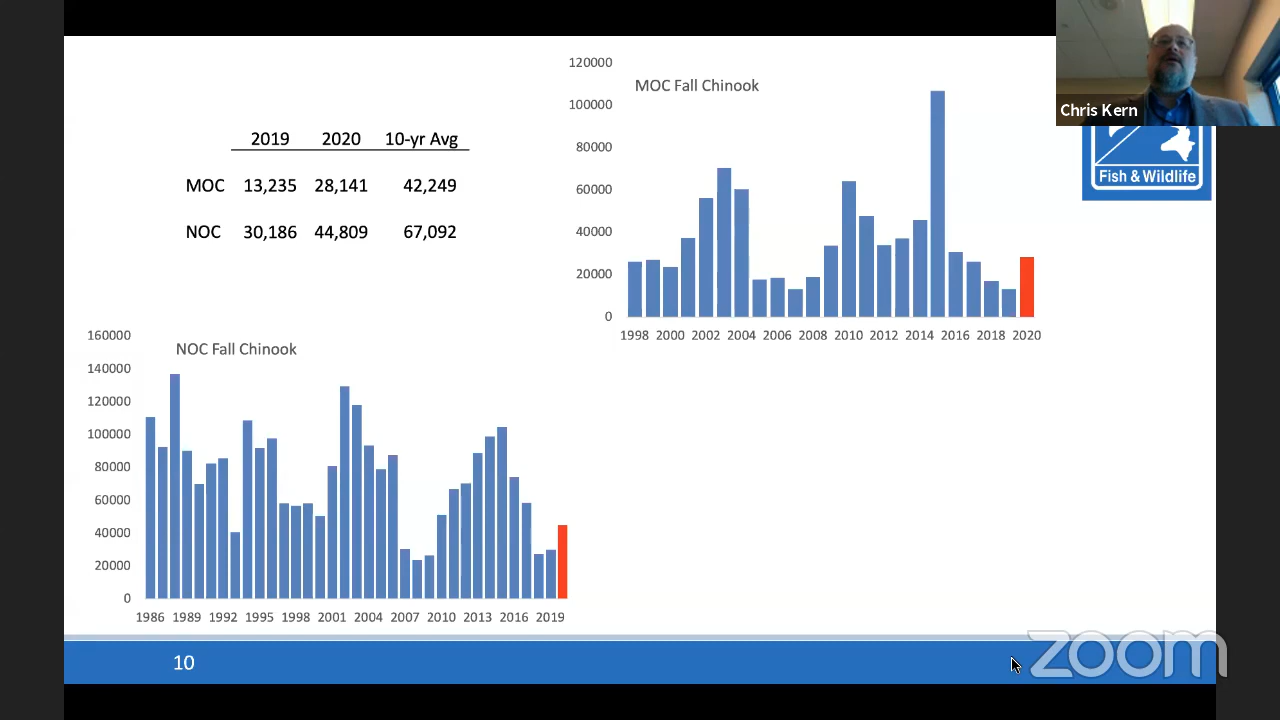 2019 2020 10-yr Avg
MOC 13,235 28,141 42,249
NOC 30,186 44,809 67,092
MOC Fall Chinook
120000
100000
80000
60000
40000
20000
0
1998 2000 2002 2004 2006 2008 2010 2012 2014 2016 2018 2020
Chris Kern
Fish & Wildlife
NOC Fall Chinook
160000
140000
120000
100000
80000
60000
40000
20000
0
1986 1989 1992 1995 1998 2001 2004 2007 2010 2013 2016 2019
10
zoom